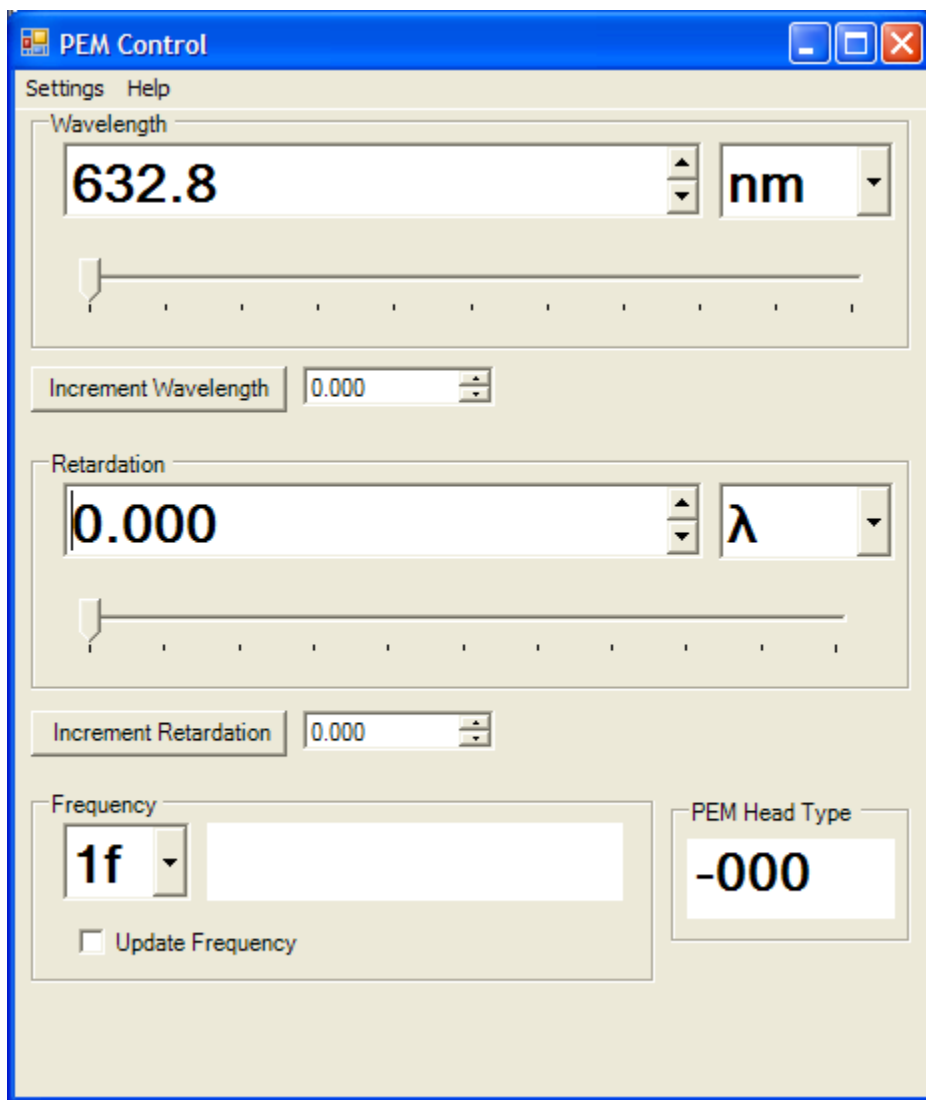 PEM Control
Settings Help
Wavelength
632.8 nm
Increment Wavelength 0.000
Retardation
0.000 λ
Increment Retardation 0.000
Frequency
1f
Update Frequency
PEM Head Type
-000